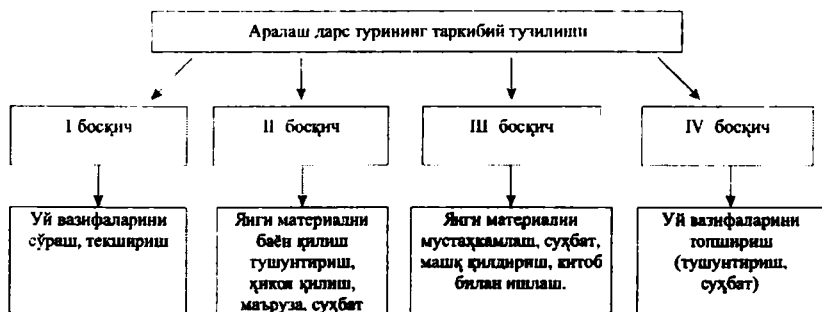 Аралаш дарс турининг таркибий тузилиши
I босқич
II босқич
III босқич
IV босқич
Уй вазифаларини
сўраш, текшириш
Янги материални
баён қилиш
тушунтириш,
ҳикоя қилиш,
маъруза, суҳбат
Янги материални
мустаҳкамлаш, суҳбат,
машқ қилдириш, китоб
билан ишлаш.
Уй вазифаларини
топшириш
(тушунтириш,
суҳбат)